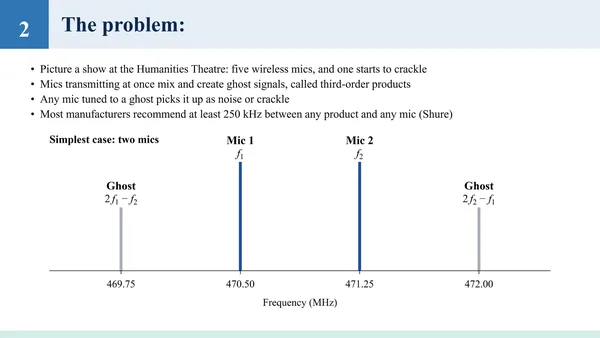 2
The problem:
• Picture a show at the Humanities Theatre: five wireless mics, and one starts to crackle
• Mics transmitting at once mix and create ghost signals, called third-order products
• Any mic tuned to a ghost picks it up as noise or crackle
• Most manufacturers recommend at least 250 kHz between any product and any mic (Shure)
Simplest case: two mics
Mic 1
f₁
Mic 2
f₂
Ghost
2f₁ − f₂
Ghost
2f₂ − f₁
469.75 470.50 471.25 472.00
Frequency (MHz)